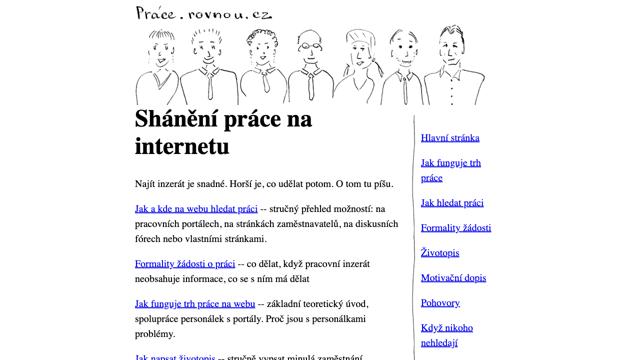 Práce.rovnou.cz
Shánění práce na
internetu
Najít inzerát je snadné. Horší je, co udělat potom. O tom tu píšu.
Jak a kde na webu hledat práci -- stručný přehled možností: na
pracovních portálech, na stránkách zaměstnavatelů, na diskusních
fórech nebo vlastními stránkami.
Formality žádosti o práci -- co dělat, když pracovní inzerát
neobsahuje informace, co se s ním má dělat
Jak funguje trh práce na webu -- základní teoretický úvod,
spolupráce personálek s portály. Proč jsou s personálkami
problémy.
Jak napsat životopis -- stručně vypsat minulá zaměstnání
Hlavní stránka
Jak funguje trh
práce
Jak hledat práci
Formality žádosti
Životopis
Motivační dopis
Pohovory
Když nikoho
nehledají